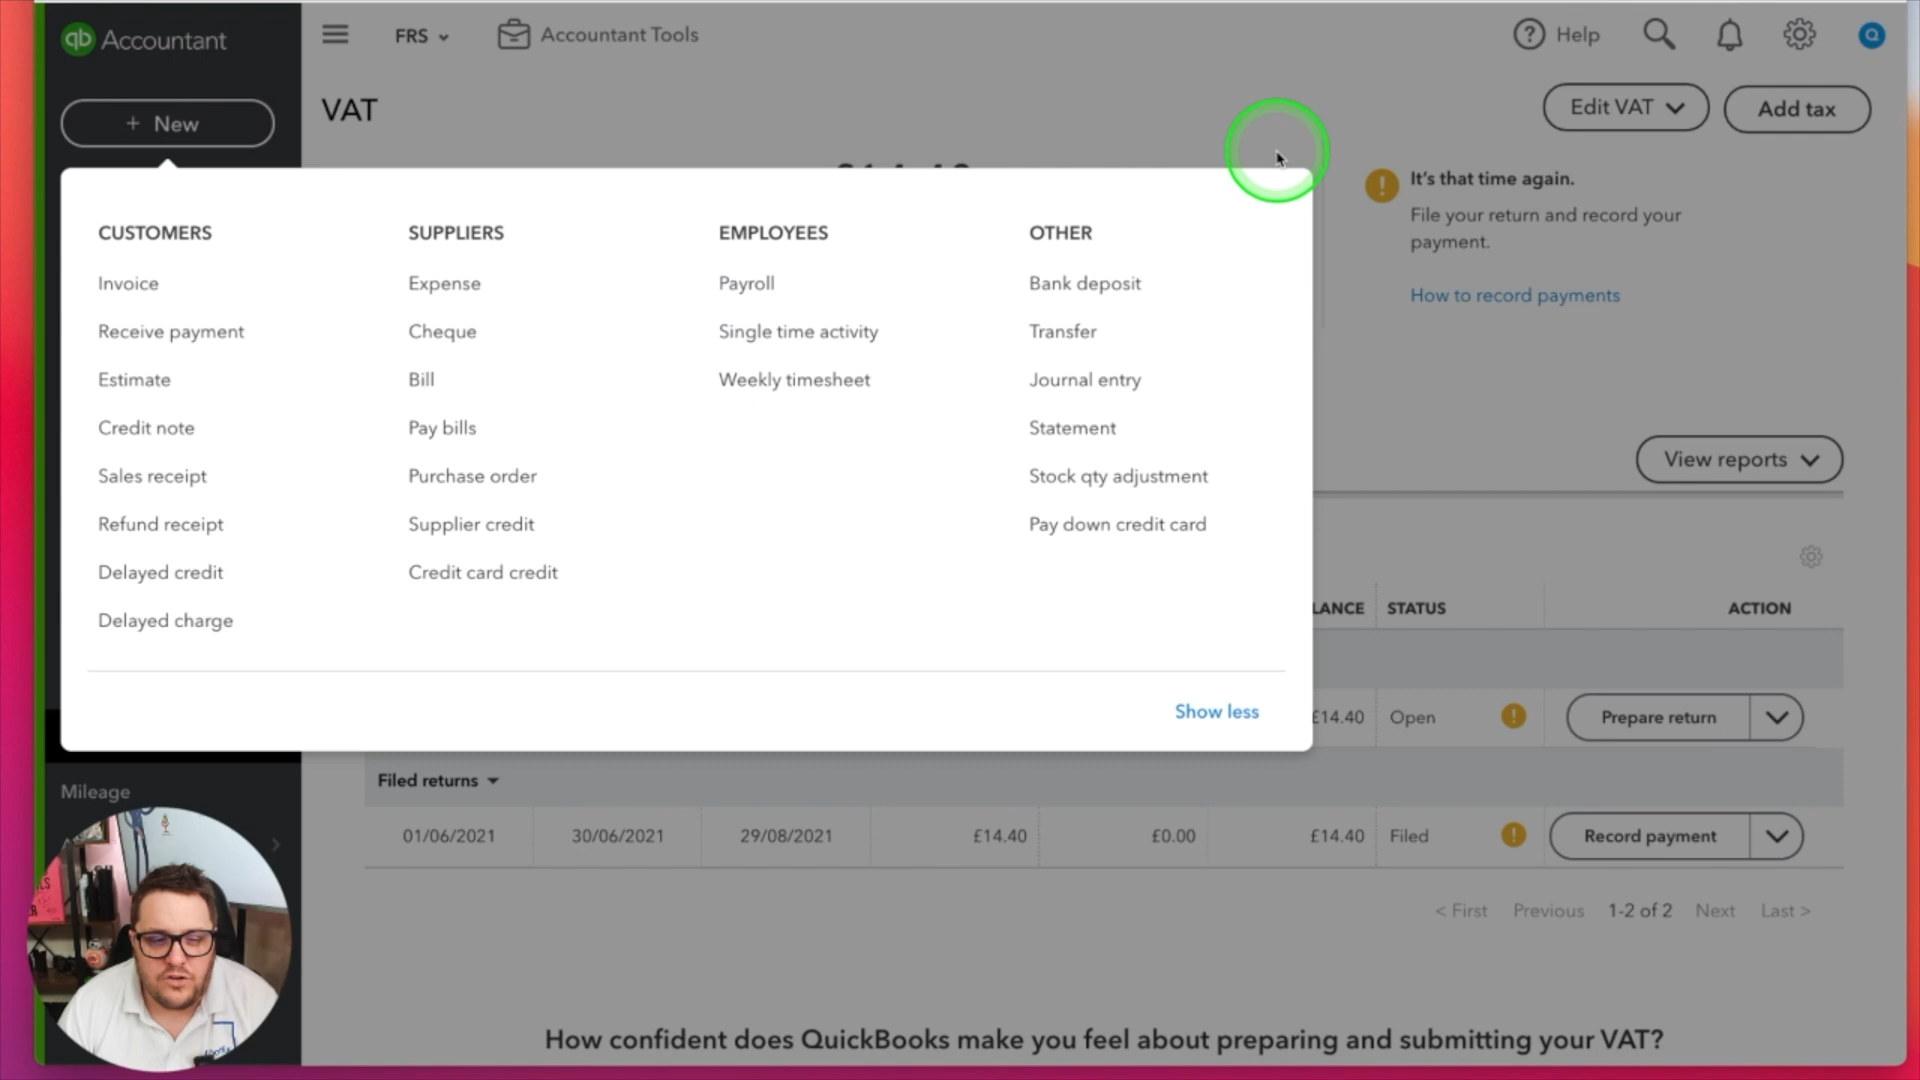 qb Accountant
FRS
Accountant Tools
Help
VAT
Edit VAT
Add tax
+ New
It's that time again.
File your return and record your
payment.
How to record payments
CUSTOMERS
Invoice
Receive payment
Estimate
Credit note
Sales receipt
Refund receipt
Delayed credit
Delayed charge
SUPPLIERS
Expense
Cheque
Bill
Pay bills
Purchase order
Supplier credit
Credit card credit
EMPLOYEES
Payroll
Single time activity
Weekly timesheet
OTHER
Bank deposit
Transfer
Journal entry
Statement
Stock qty adjustment
Pay down credit card
Show less
View reports
LANCE STATUS ACTION
£14.40 Open Prepare return
Filed returns
01/06/2021 30/06/2021 29/08/2021 £14.40 £0.00 £14.40 Filed Record payment
< First Previous 1-2 of 2 Next Last >
Mileage
How confident does QuickBooks make you feel about preparing and submitting your VAT?